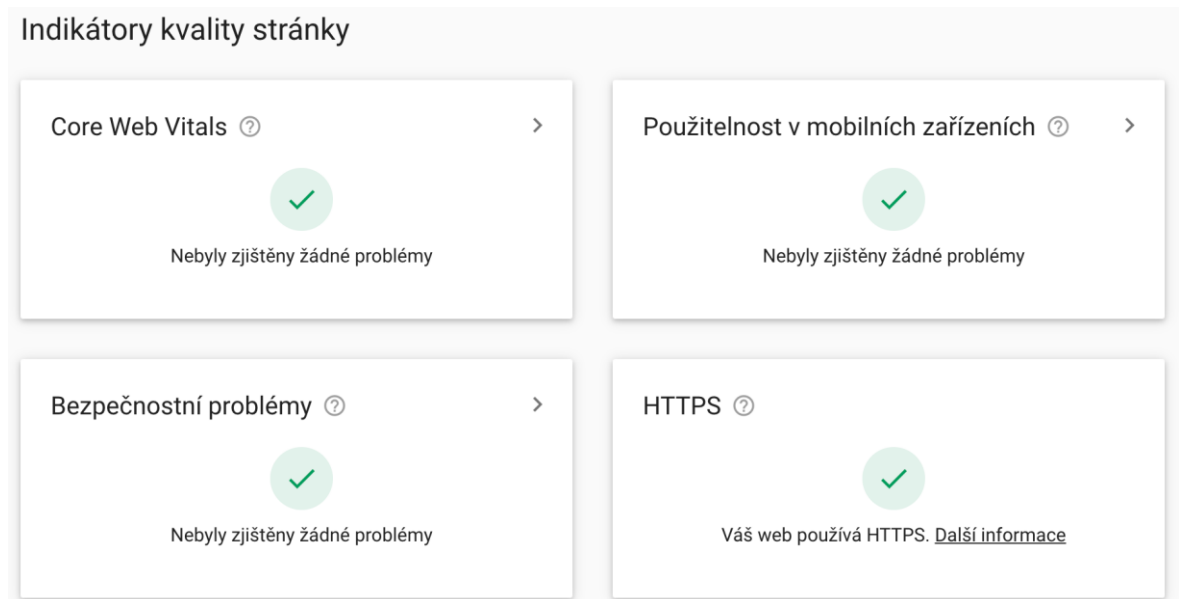 Indikátory kvality stránky
Core Web Vitals
Nebyly zjištěny žádné problémy
Použitelnost v mobilních zařízeních
Nebyly zjištěny žádné problémy
Bezpečnostní problémy
Nebyly zjištěny žádné problémy
HTTPS
Váš web používá HTTPS. Další informace